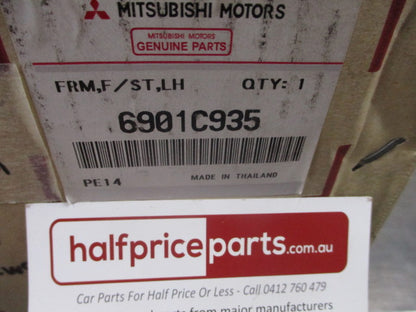 MITSUBISHI MOTORS
MITSUBISHI MOTORS
GENUINE PARTS
FRM,F/ST,LH QTY: 1
6901C935
PE14 MADE IN THAILAND
halfpriceparts.com.au
Car Parts For Half Price Or Less - Call 0412 760 479
parts from major manufacturers